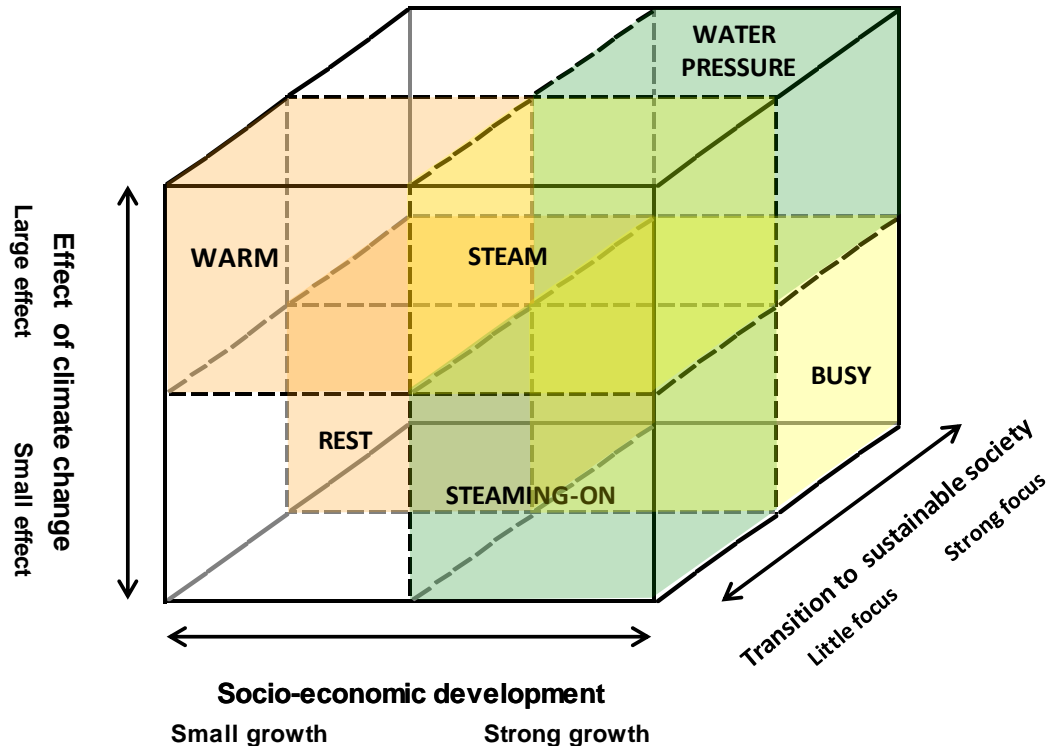 WATER
PRESSURE
WARM
STEAM
BUSY
REST
STEAMING-ON
Effect of climate change
Large effect
Small effect
Transition to sustainable society
Little focus
Strong focus
Socio-economic development
Small growth
Strong growth